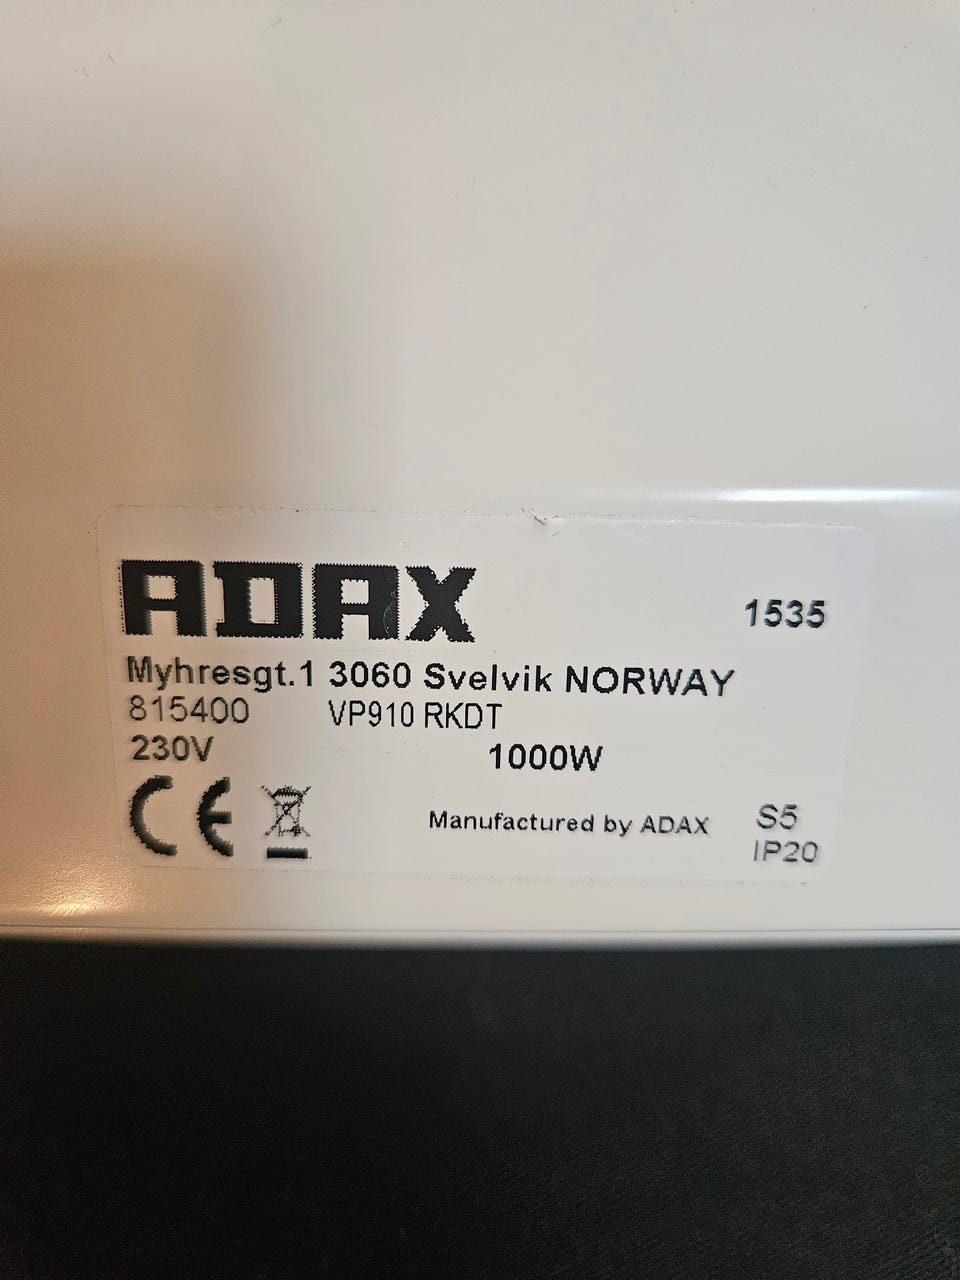 ADAX
1535
Myhresgt.1 3060 Svelvik NORWAY
815400 VP910 RKDT
230V 1000W
CE
Manufactured by ADAX
S5
IP20